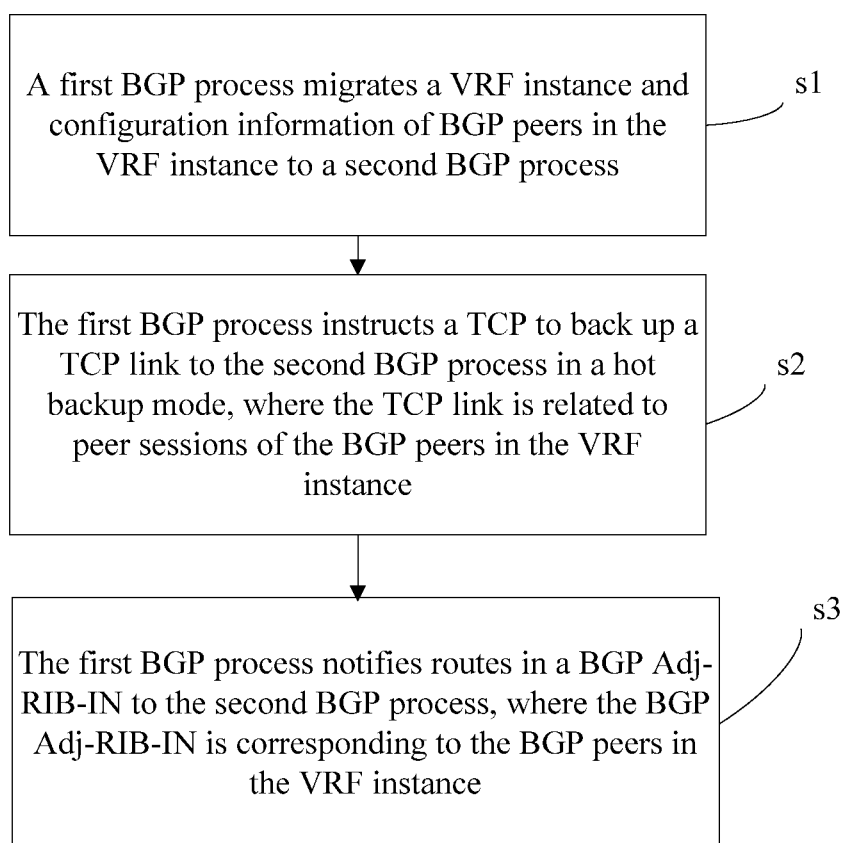 A first BGP process migrates a VRF instance and
configuration information of BGP peers in the
VRF instance to a second BGP process
s1
The first BGP process instructs a TCP to back up a
TCP link to the second BGP process in a hot
backup mode, where the TCP link is related to
peer sessions of the BGP peers in the VRF
instance
s2
The first BGP process notifies routes in a BGP Adj-
RIB-IN to the second BGP process, where the BGP
Adj-RIB-IN is corresponding to the BGP peers in
the VRF instance
s3